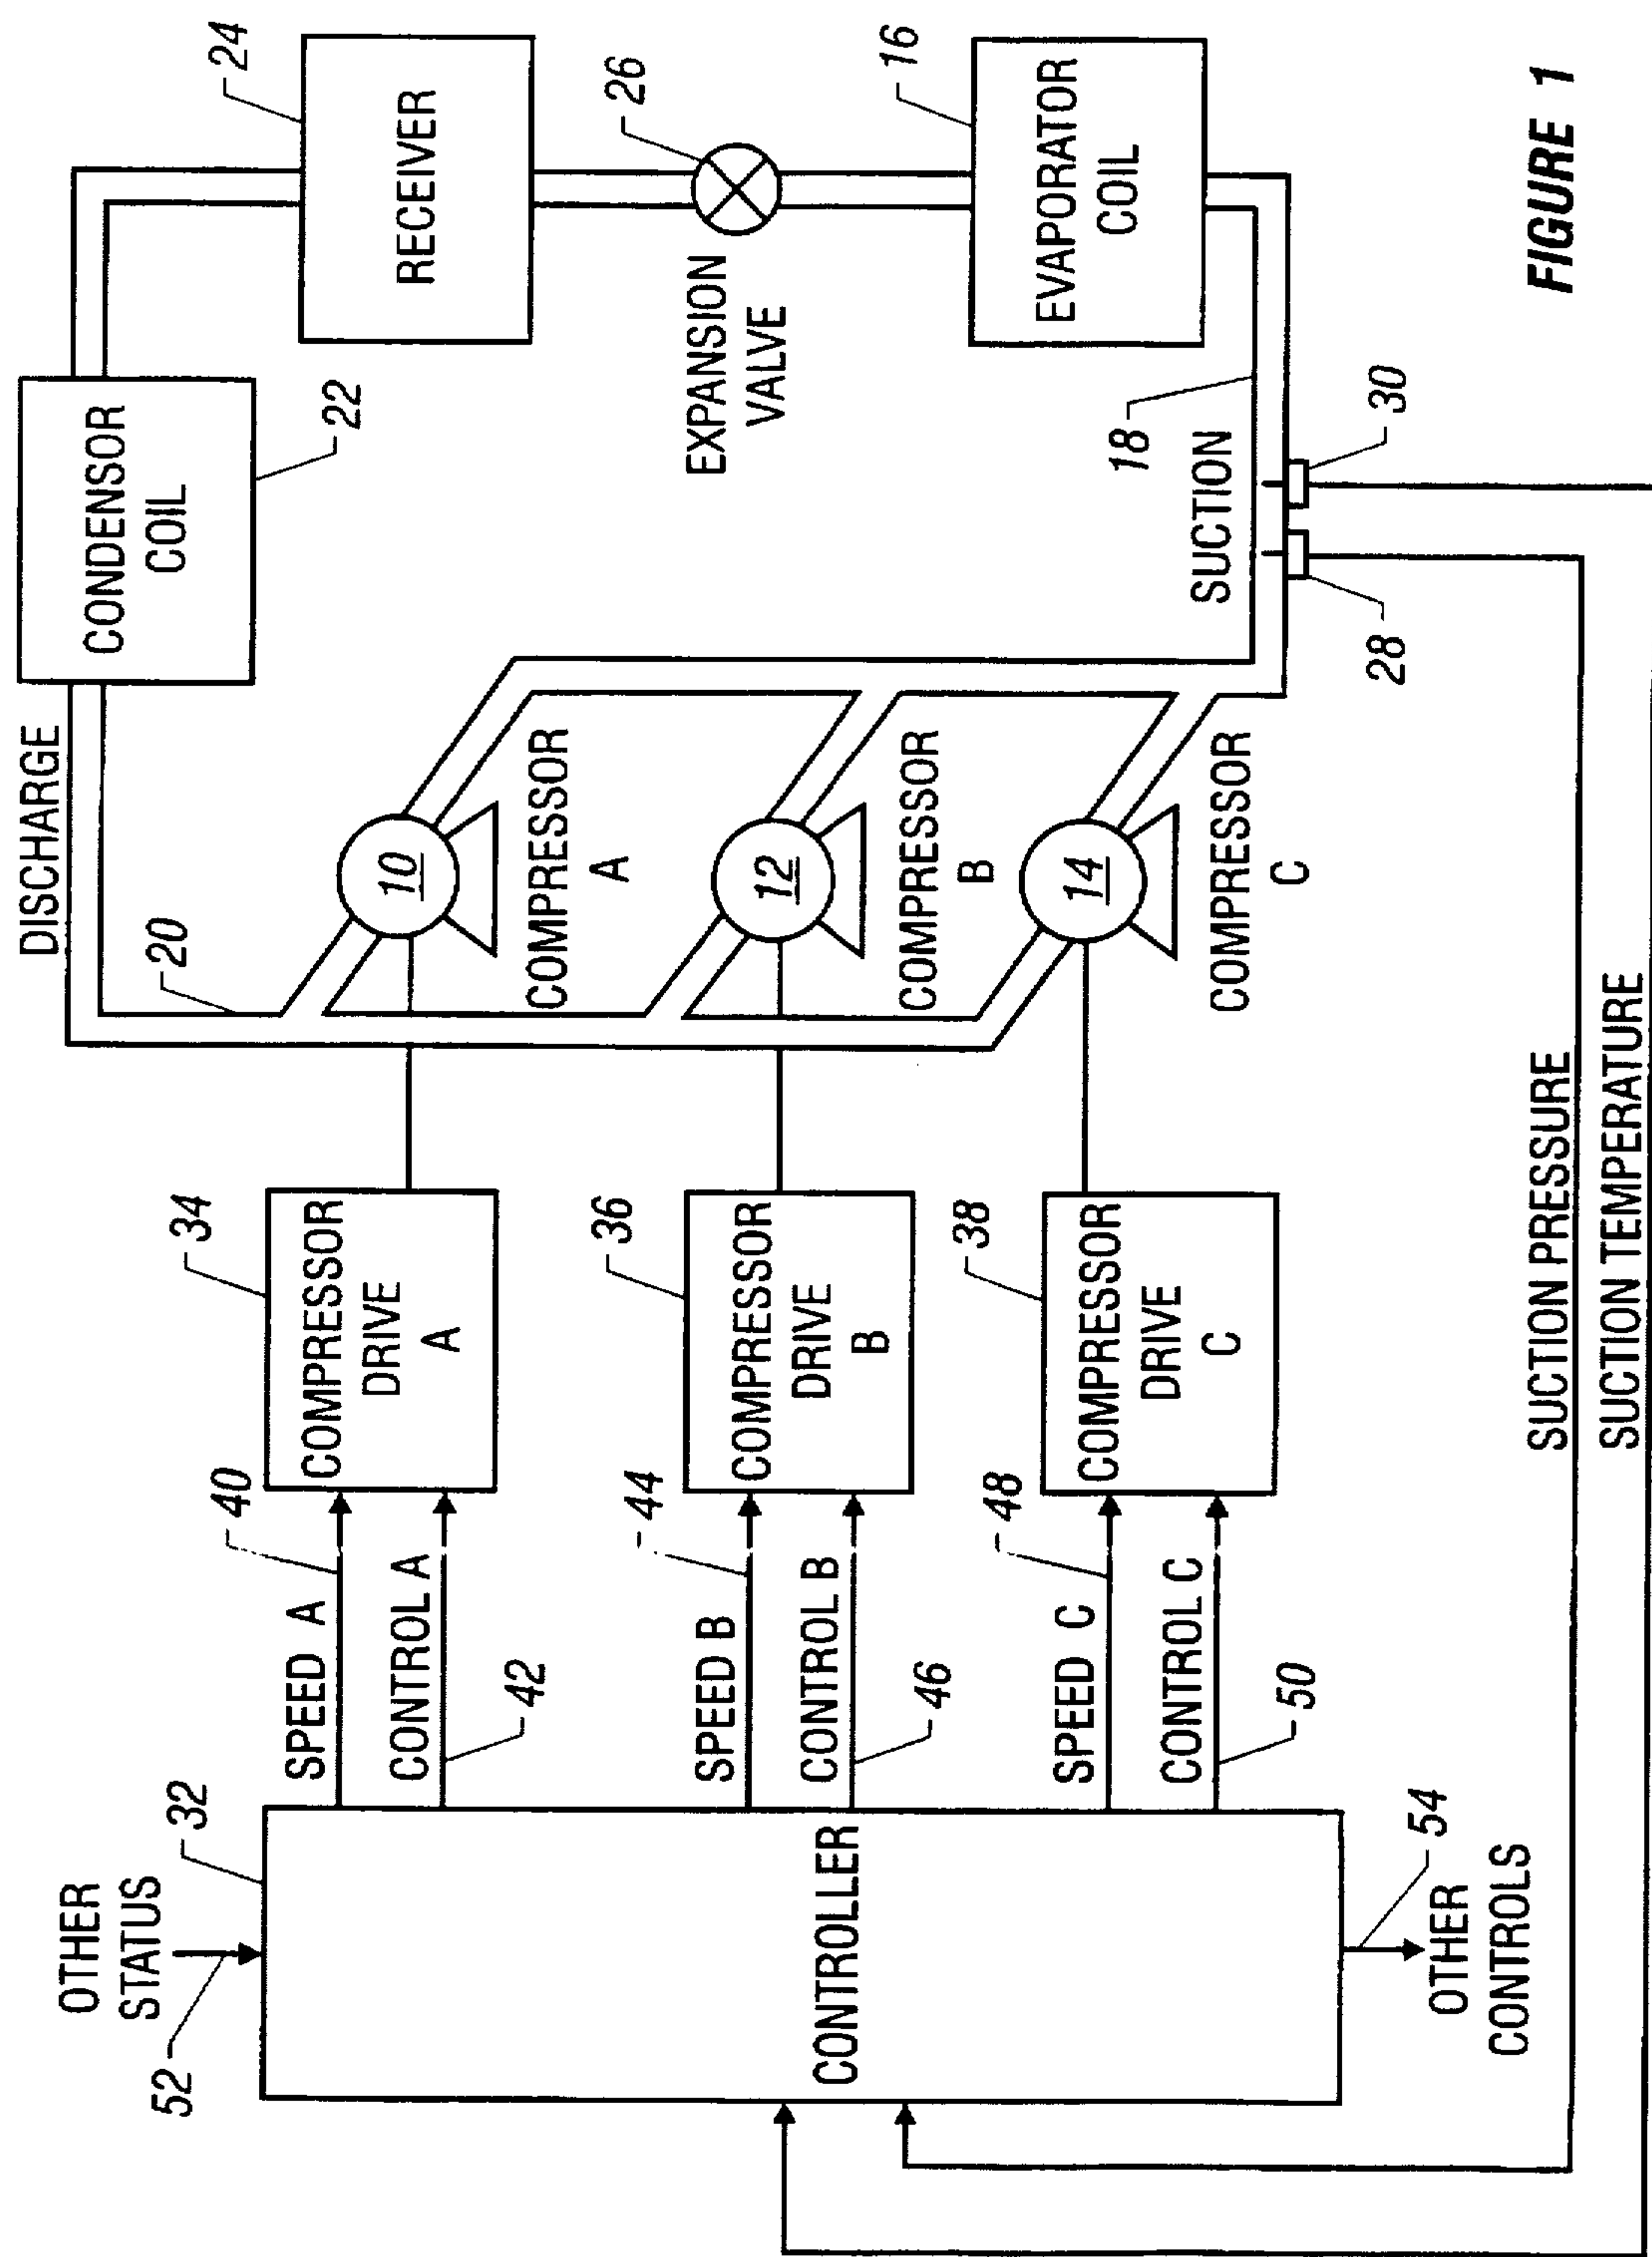 OTHER
STATUS
52
32
CONTROLLER
54
OTHER
CONTROLS
SPEED A
40
CONTROL A
42
SPEED B
44
CONTROL B
46
SPEED C
48
CONTROL C
50
34
COMPRESSOR
DRIVE
A
36
COMPRESSOR
DRIVE
B
38
COMPRESSOR
DRIVE
C
SUCTION PRESSURE
SUCTION TEMPERATURE
DISCHARGE
20
10
COMPRESSOR
A
12
COMPRESSOR
B
14
COMPRESSOR
C
CONDENSOR
COIL
22
24
RECEIVER
26
EXPANSION
VALVE
16
EVAPORATOR
COIL
18
SUCTION
28
30
FIGURE 1